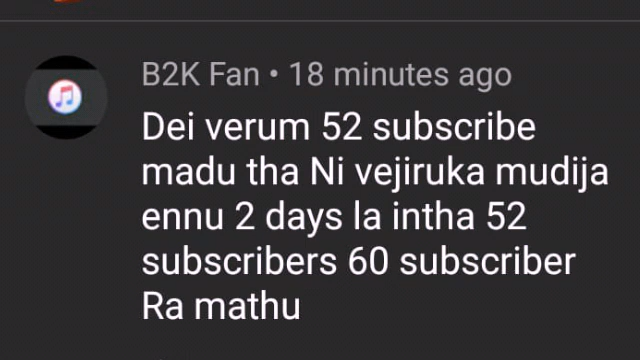 B2K Fan • 18 minutes ago
Dei verum 52 subscribe
madu tha Ni vejiruka mudija
ennu 2 days la intha 52
subscribers 60 subscriber
Ra mathu